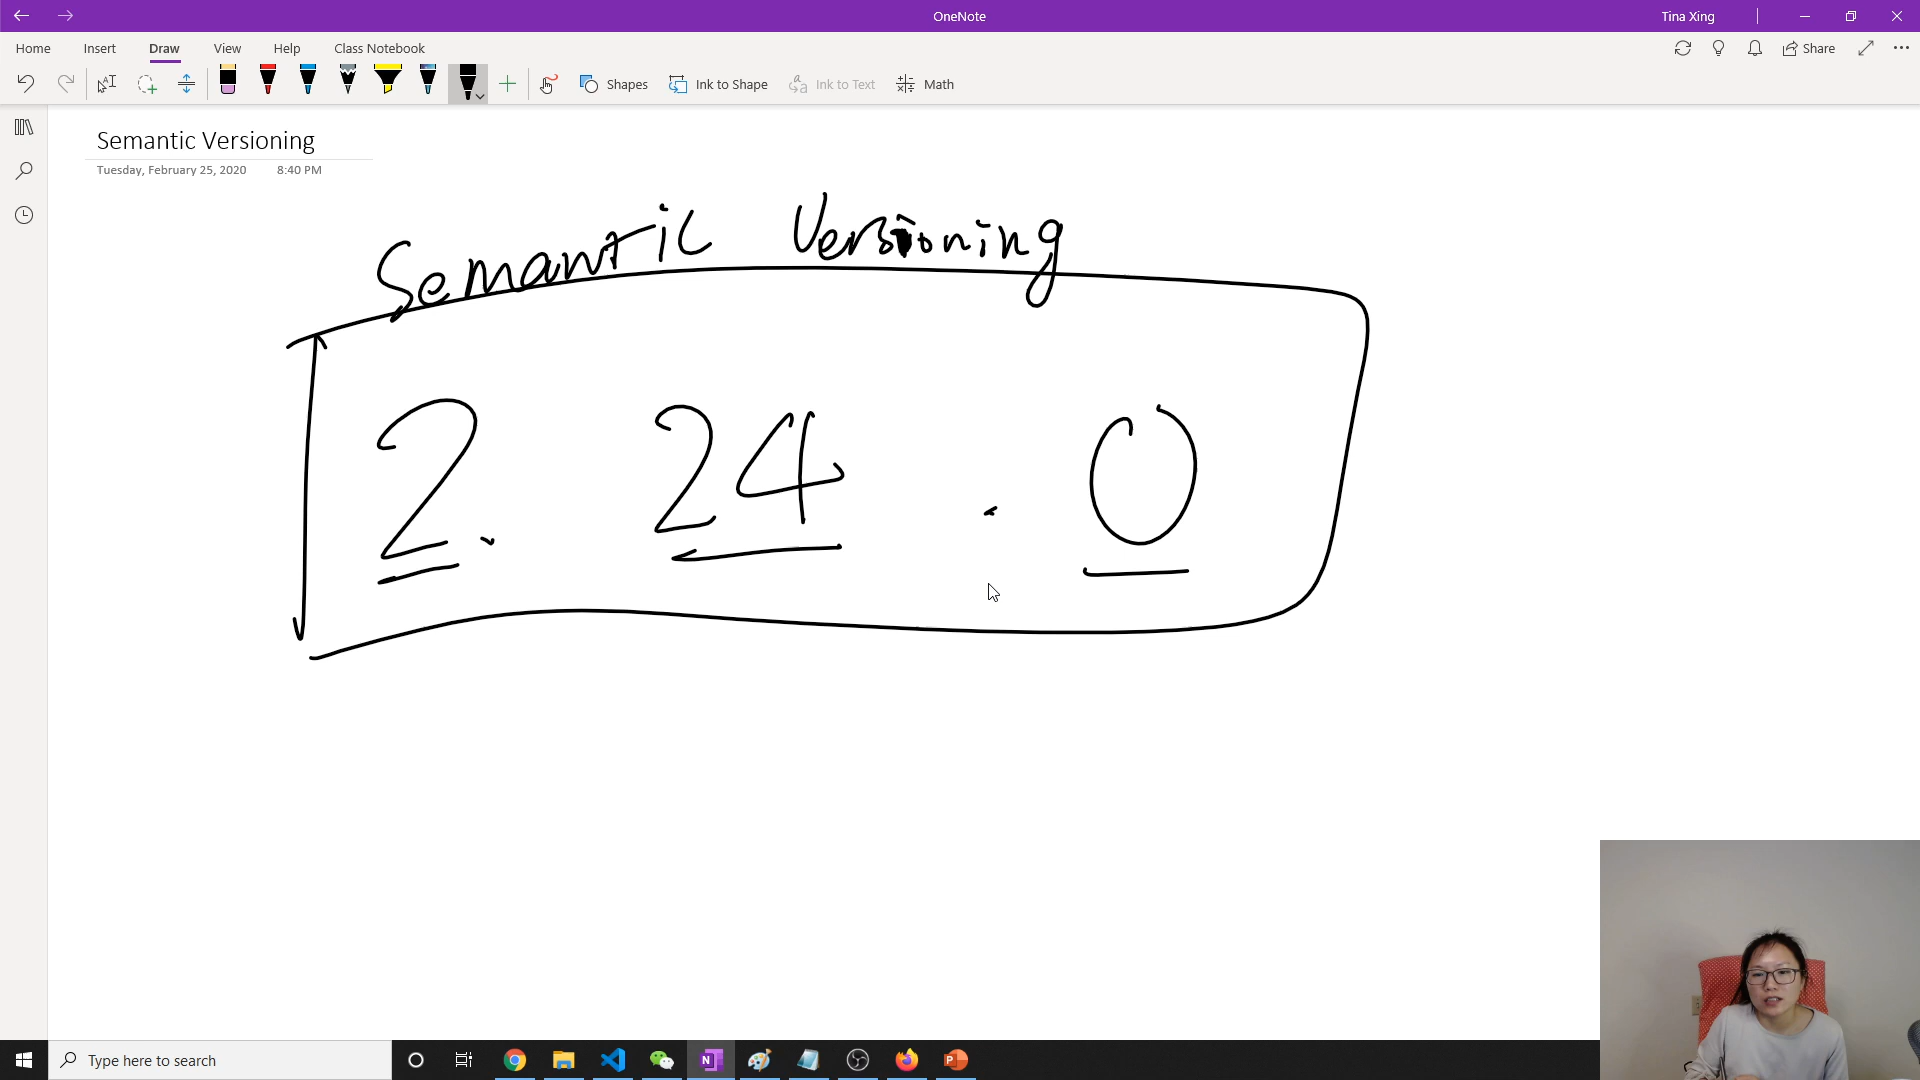 OneNote
Tina Xing
Home Insert Draw View Help Class Notebook
Share
Shapes Ink to Shape Ink to Text Math
Semantic Versioning
Tuesday, February 25, 2020 8:40 PM
Semantic Versioning
2. 24 . 0
Type here to search